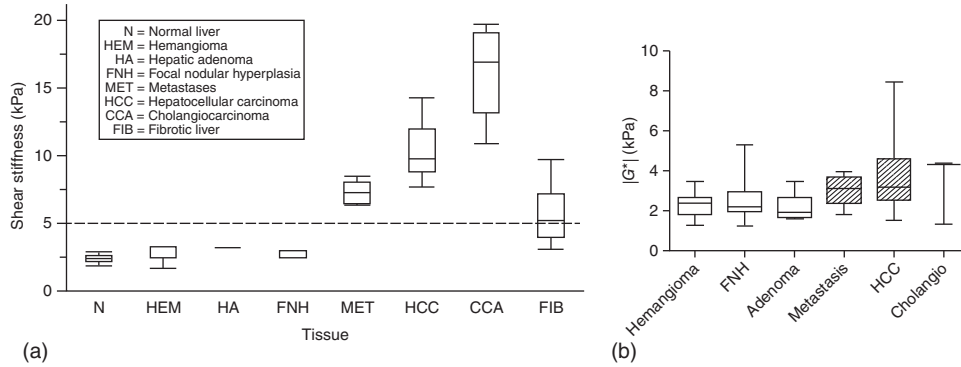 20
15
10
5
0
Shear stiffness (kPa)
N = Normal liver
HEM = Hemangioma
HA = Hepatic adenoma
FNH = Focal nodular hyperplasia
MET = Metastases
HCC = Hepatocellular carcinoma
CCA = Cholangiocarcinoma
FIB = Fibrotic liver
N HEM HA FNH MET HCC CCA FIB
Tissue
(a)
10
8
6
4
2
0
|G*| (kPa)
Hemangioma
FNH
Adenoma
Metastasis
HCC
Cholangio
(b)